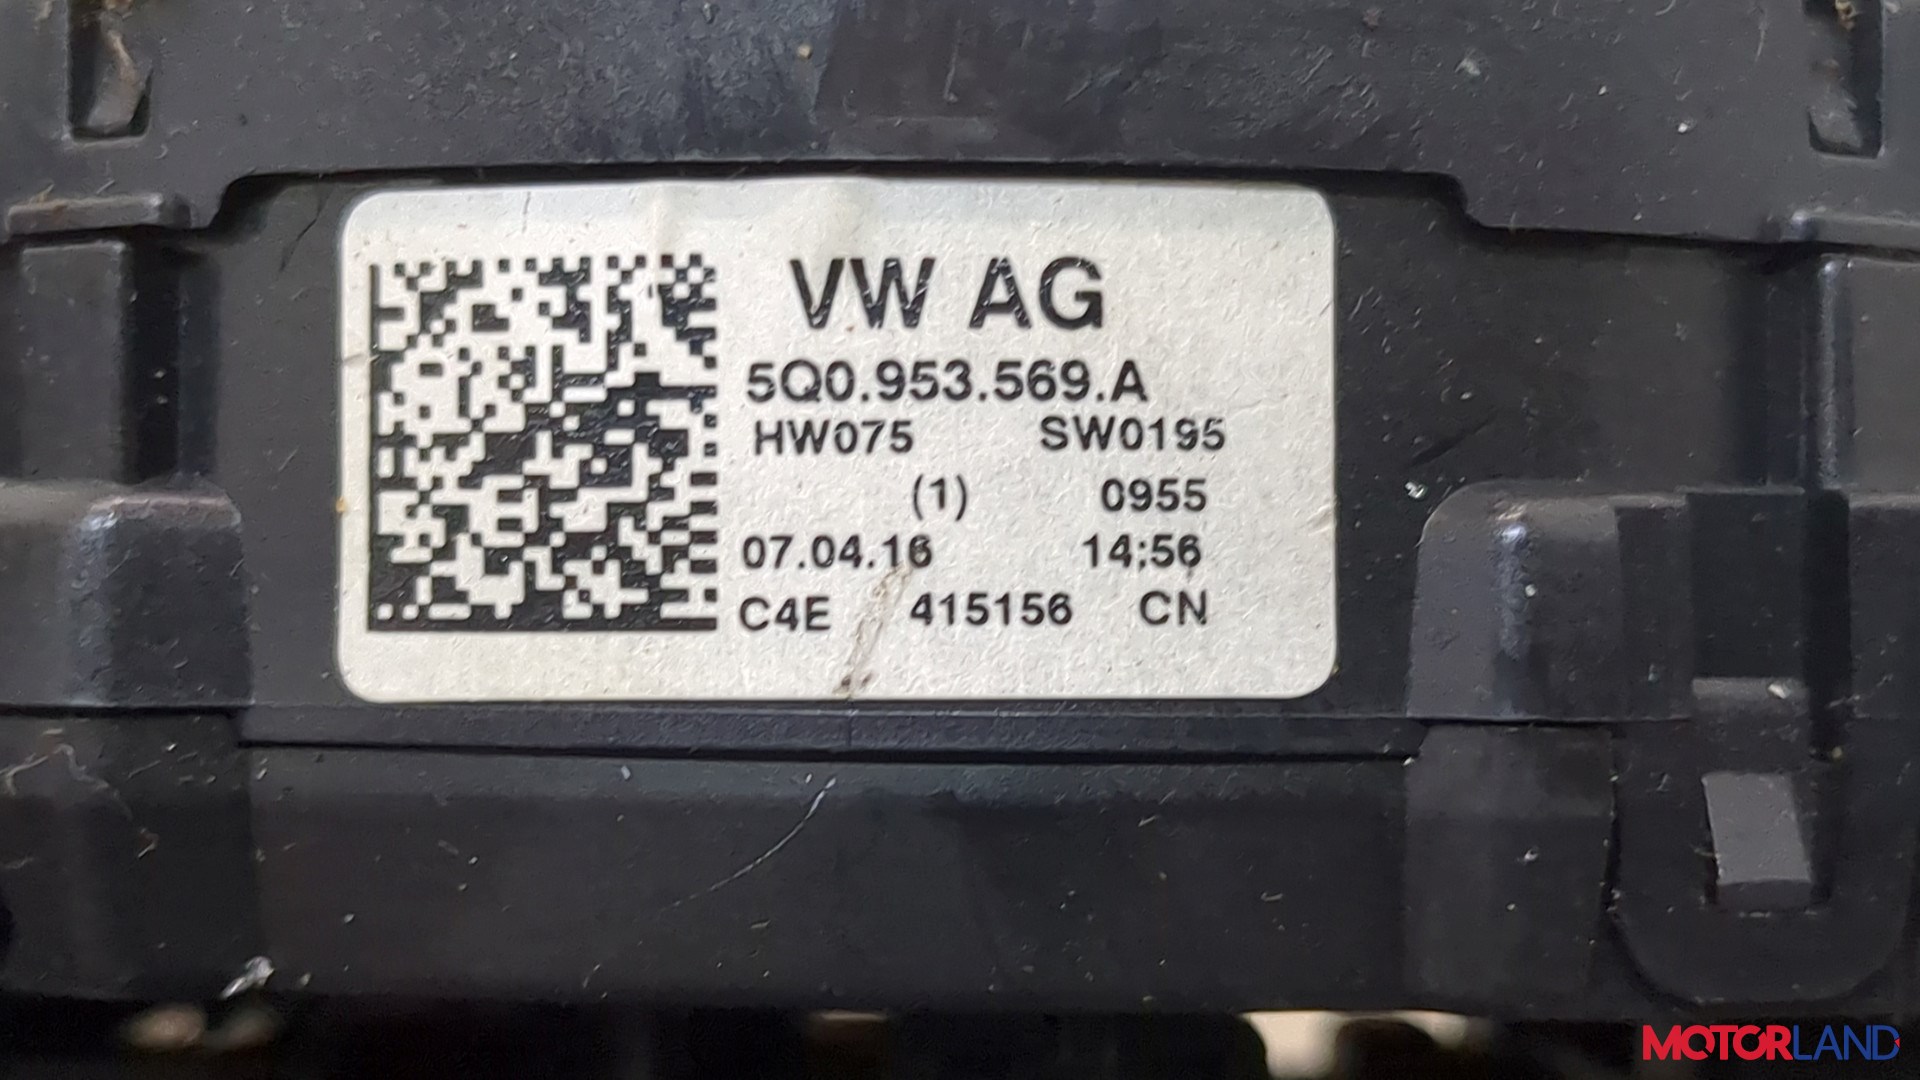 VW AG
5Q0.953.569.A
HW075 SW0195
(1) 0955
07.04.16 14:56
C4E 415156 CN
MOTORLAND